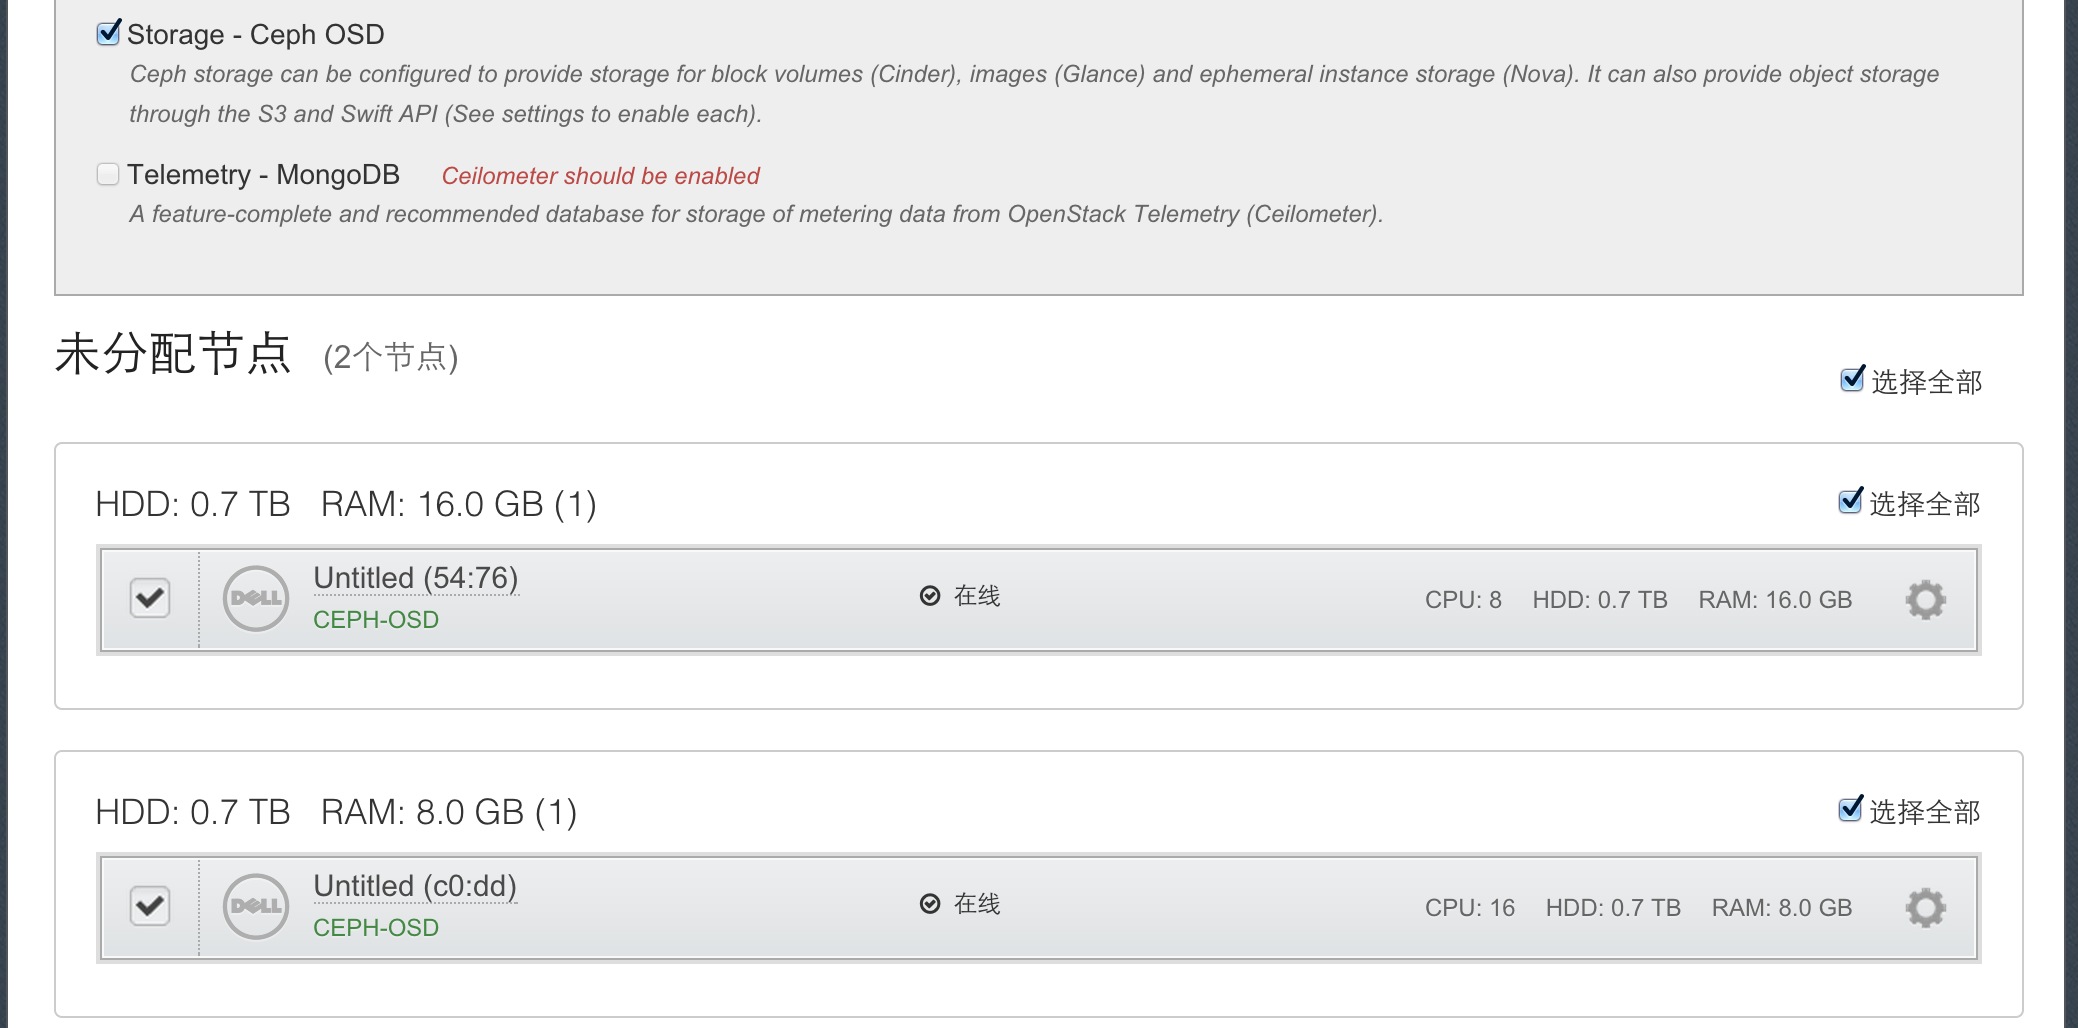 Storage - Ceph OSD
Ceph storage can be configured to provide storage for block volumes (Cinder), images (Glance) and ephemeral instance storage (Nova). It can also provide object storage
through the S3 and Swift API (See settings to enable each).
Telemetry - MongoDB Ceilometer should be enabled
A feature-complete and recommended database for storage of metering data from OpenStack Telemetry (Ceilometer).
未分配节点 (2个节点)
选择全部
HDD: 0.7 TB RAM: 16.0 GB (1)
选择全部
DELL
Untitled (54:76)
CEPH-OSD
在线
CPU: 8 HDD: 0.7 TB RAM: 16.0 GB
HDD: 0.7 TB RAM: 8.0 GB (1)
选择全部
DELL
Untitled (c0:dd)
CEPH-OSD
在线
CPU: 16 HDD: 0.7 TB RAM: 8.0 GB